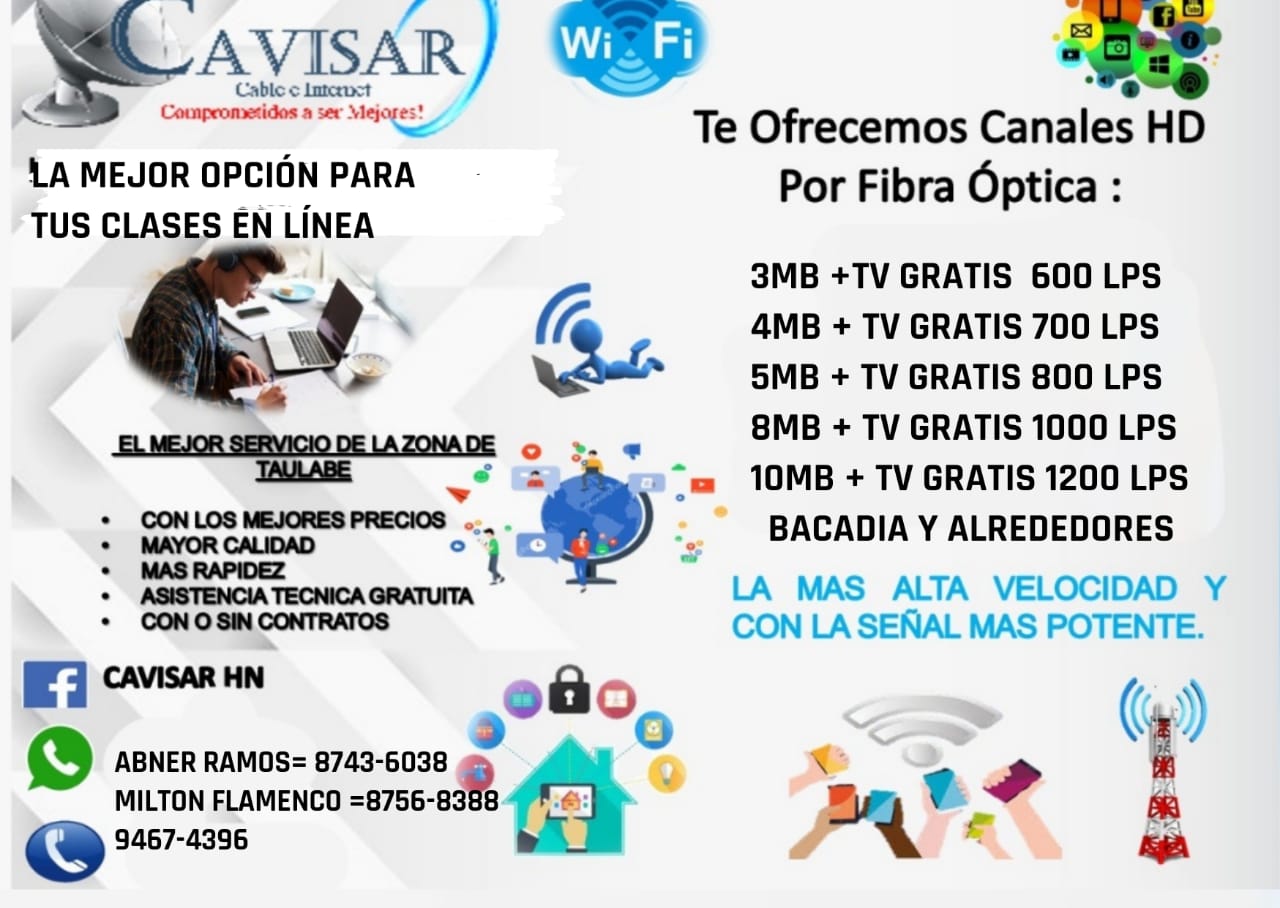 CAVISAR
Cable e Internet
Comprometidos a ser Mejores!
Wi Fi
LA MEJOR OPCIÓN PARA
TUS CLASES EN LÍNEA
EL MEJOR SERVICIO DE LA ZONA DE
TAULABE
• CON LOS MEJORES PRECIOS
• MAYOR CALIDAD
• MAS RAPIDEZ
• ASISTENCIA TECNICA GRATUITA
• CON O SIN CONTRATOS
CAVISAR HN
ABNER RAMOS= 8743-6038
MILTON FLAMENCO =8756-8388
9467-4396
Te Ofrecemos Canales HD
Por Fibra Óptica :
3MB +TV GRATIS 600 LPS
4MB + TV GRATIS 700 LPS
5MB + TV GRATIS 800 LPS
8MB + TV GRATIS 1000 LPS
10MB + TV GRATIS 1200 LPS
BACADIA Y ALREDEDORES
LA MAS ALTA VELOCIDAD Y
CON LA SEÑAL MAS POTENTE.